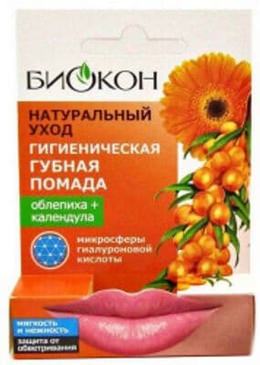 БИОКОН
НАТУРАЛЬНЫЙ
УХОД
ГИГИЕНИЧЕСКАЯ
ГУБНАЯ
ПОМАДА
облепиха +
календула
микросферы
гиалуроновой
кислоты
мягкость
и нежность
защита от
обветривания